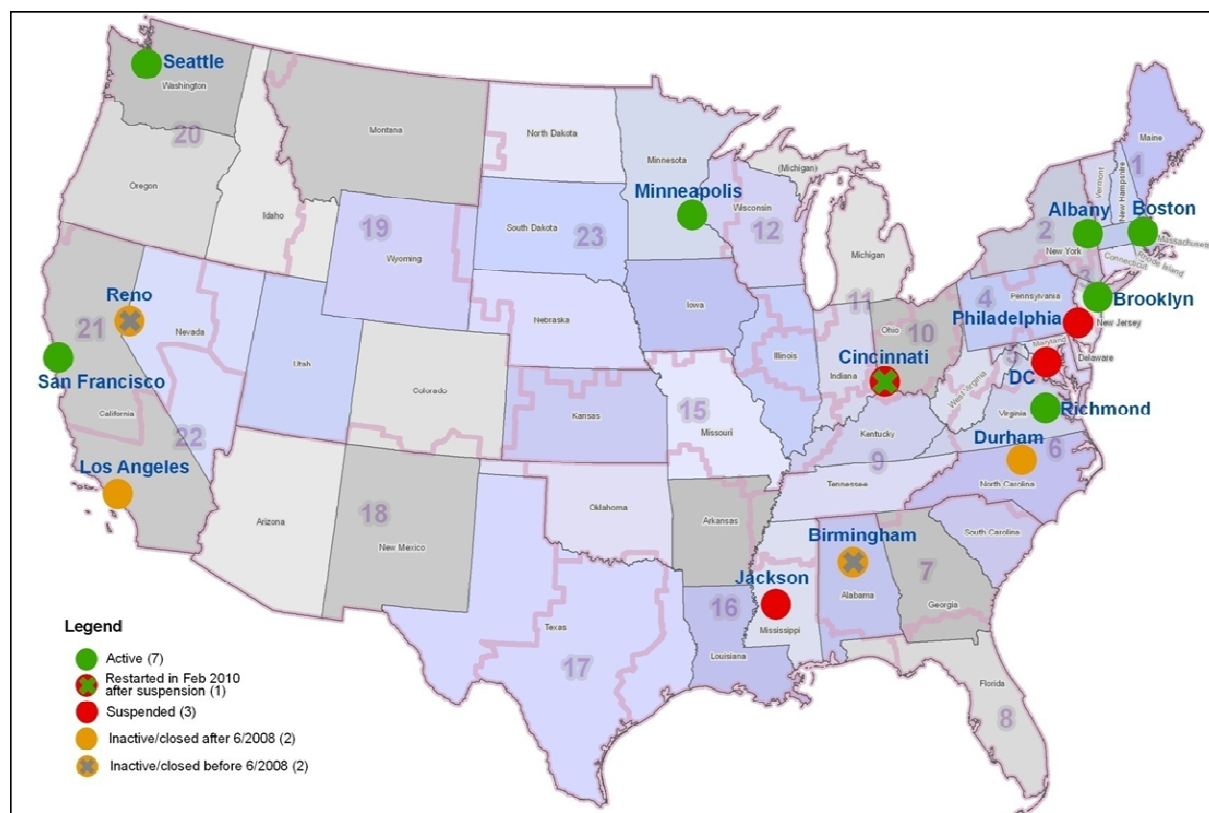 Seattle
Washington
20
Montana
North Dakota
Minnesota
(Michigan)
Maine
1
Vermont
New Hampshire
Oregon
Idaho
Minneapolis
Wisconsin
Albany
Boston
19
South Dakota
23
12
2
New York
Massachusetts
Wyoming
Michigan
Connecticut
Rhode Island
3
Reno
21
Nevada
Iowa
11
4
Pennsylvania
Brooklyn
Nebraska
Ohio
10
Philadelphia
New Jersey
Utah
Illinois
Cincinnati
Maryland
5
Delaware
San Francisco
Colorado
Indiana
West Virginia
DC
California
Kansas
15
Missouri
Virginia
Richmond
22
Kentucky
Durham
6
Los Angeles
9
Tennessee
North Carolina
Arizona
18
New Mexico
Oklahoma
Arkansas
South Carolina
Birmingham
Jackson
Alabama
7
Georgia
16
Mississippi
Texas
17
Louisiana
Florida
8
Legend
Active (7)
Restarted in Feb 2010
after suspension (1)
Suspended (3)
Inactive/closed after 6/2008 (2)
Inactive/closed before 6/2008 (2)